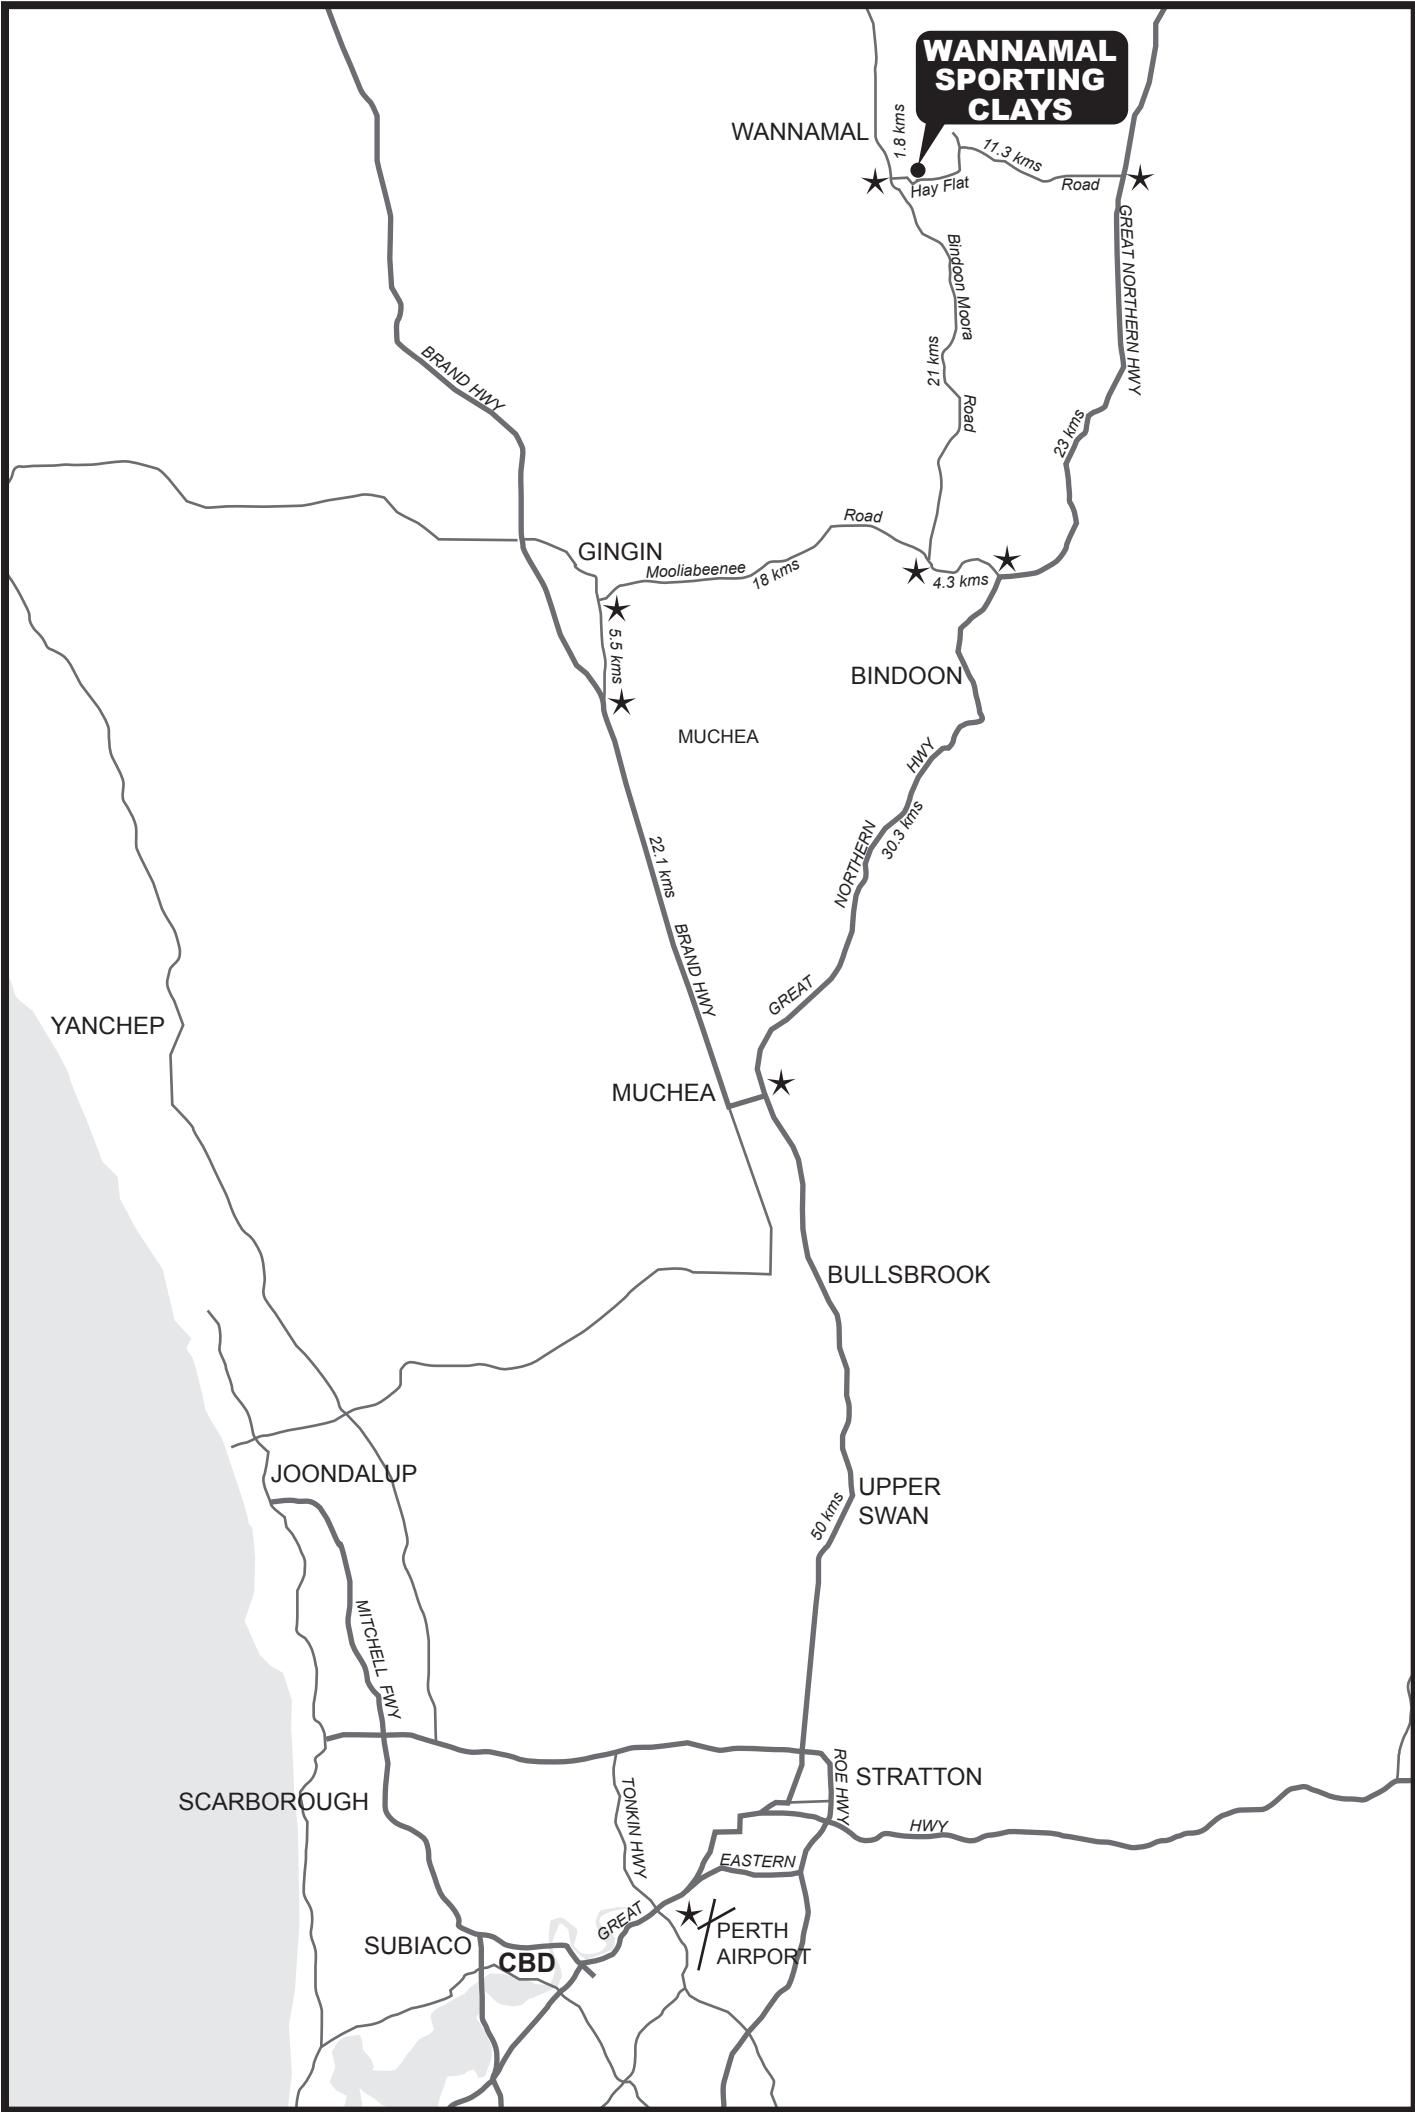 WANNAMAL
SPORTING
CLAYS
WANNAMAL
1.8 kms
11.3 kms
Hay Flat
Road
GREAT NORTHERN HWY
Bindoon Moora
21 kms
Road
BRAND HWY
23 kms
Road
GINGIN
Mooliabeenee
18 kms
4.3 kms
5.5 kms
BINDOON
MUCHEA
HWY
30.3 kms
NORTHERN
22.1 kms
BRAND HWY
GREAT
YANCHEP
MUCHEA
BULLSBROOK
JOONDALUP
UPPER
SWAN
50 kms
MITCHELL FWY
ROE HWY
STRATTON
TONKIN HWY
SCARBOROUGH
HWY
EASTERN
GREAT
PERTH
AIRPORT
SUBIACO
CBD